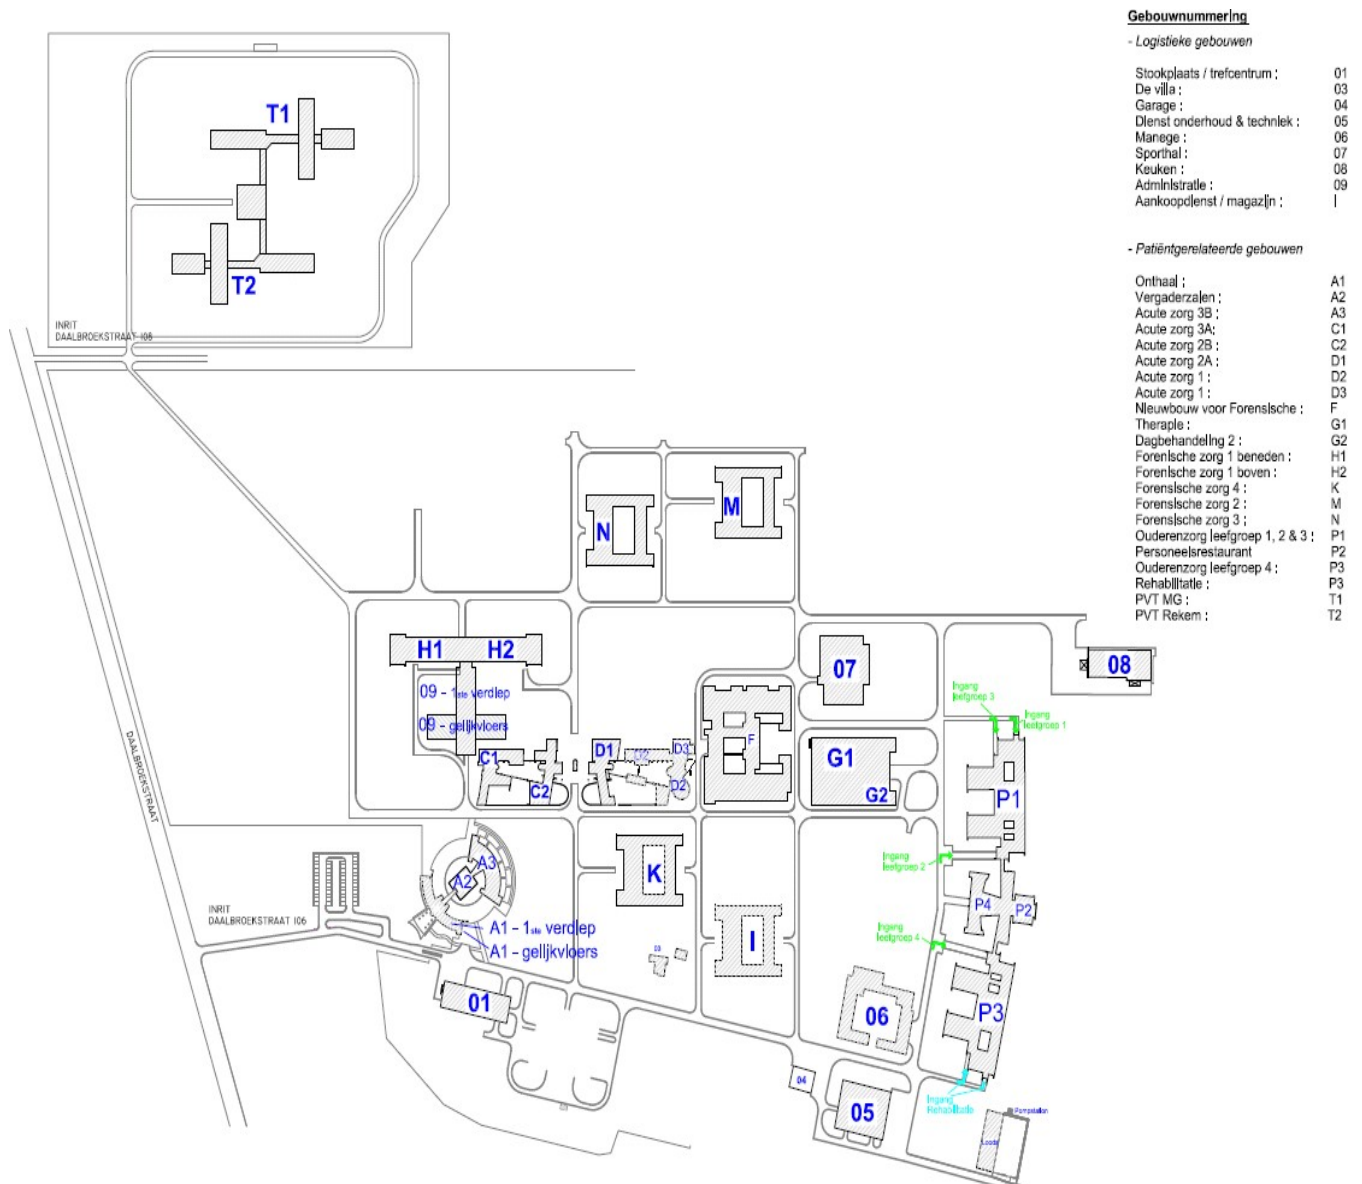 Gebouwnummering
- Logistieke gebouwen
Stookplaats / trefcentrum : 01
De villa : 03
Garage : 04
Dienst onderhoud & techniek : 05
Manege : 06
Sporthal : 07
Keuken : 08
Administratie : 09
Aankoopdienst / magazijn : I
- Patiëntgerelateerde gebouwen
Onthaal : A1
Vergaderzalen : A2
Acute zorg 3B : A3
Acute zorg 3A: C1
Acute zorg 2B : C2
Acute zorg 2A : D1
Acute zorg 1 : D2
Acute zorg 1 : D3
Nieuwbouw voor Forensische : F
Therapie : G1
Dagbehandeling 2 : G2
Forenische zorg 1 beneden : H1
Forenische zorg 1 boven : H2
Forensische zorg 4 : K
Forensische zorg 2 : M
Forensische zorg 3 : N
Ouderenzorg leefgroep 1, 2 & 3 : P1
Personeelsrestaurant P2
Ouderenzorg leefgroep 4 : P3
Rehabilitatie : P3
PVT MG : T1
PVT Rekem : T2
T1
T2
INRIT
DAALBROEKSTRAAT 108
N
M
H1
H2
09 - 1ste verdiep
09 - gelijkvloers
07
08
Ingang
leefgroep 3
Ingang
leefgroep 1
C1
C2
D1
D3
D2
F
G1
G2
P1
DAALBROEKSTRAAT
Ingang
leefgroep 2
A3
A2
K
P4
P2
INRIT
DAALBROEKSTRAAT 106
A1 - 1ste verdiep
A1 - gelijkvloers
I
03
Ingang
leefgroep 4
01
06
P3
04
05
Ingang
Rehabilitatie
Pompstation
Loods